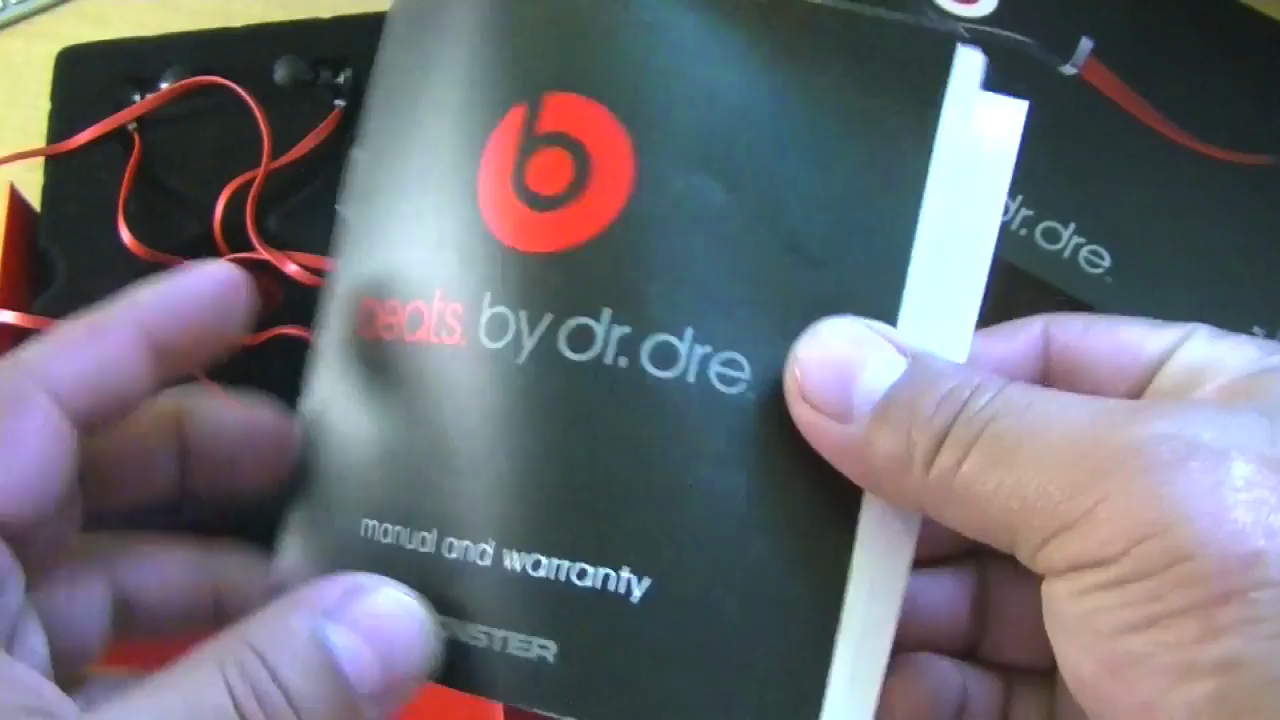 beats. by dr. dre.
dr. dre.
manual and warranty